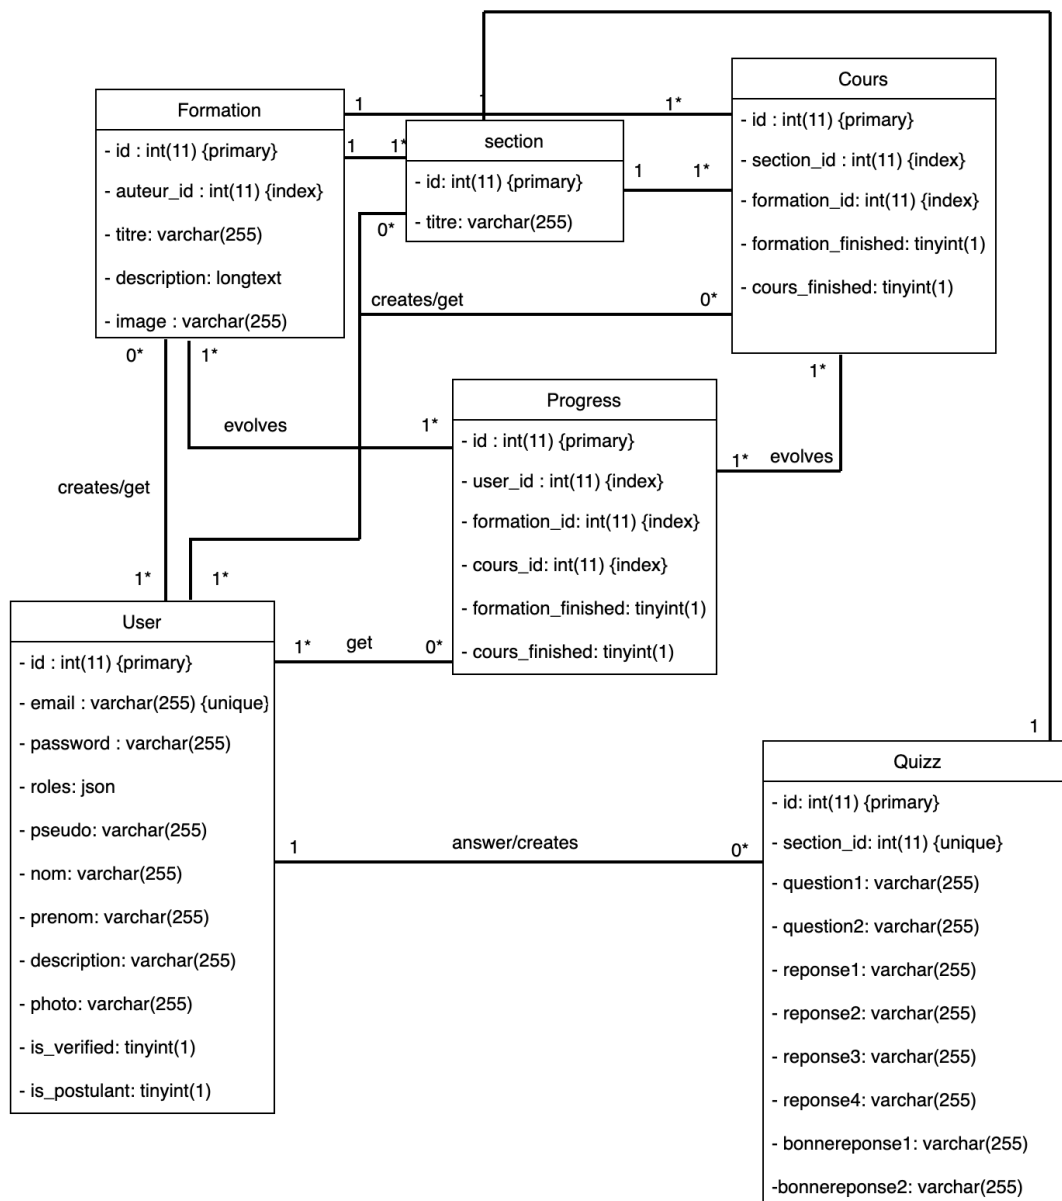 Formation
- id : int(11) {primary}
- auteur_id : int(11) {index}
- titre: varchar(255)
- description: longtext
- image : varchar(255)
1
1*
1
1*
section
- id: int(11) {primary}
- titre: varchar(255)
1
1*
0*
Cours
- id : int(11) {primary}
- section_id : int(11) {index}
- formation_id: int(11) {index}
- formation_finished: tinyint(1)
- cours_finished: tinyint(1)
creates/get
0*
0*
1*
1*
evolves
1*
Progress
- id : int(11) {primary}
- user_id : int(11) {index}
- formation_id: int(11) {index}
- cours_id: int(11) {index}
- formation_finished: tinyint(1)
- cours_finished: tinyint(1)
1*
evolves
creates/get
1*
1*
User
- id : int(11) {primary}
- email : varchar(255) {unique}
- password : varchar(255)
- roles: json
- pseudo: varchar(255)
- nom: varchar(255)
- prenom: varchar(255)
- description: varchar(255)
- photo: varchar(255)
- is_verified: tinyint(1)
- is_postulant: tinyint(1)
1*
get
0*
1
answer/creates
0*
1
Quizz
- id: int(11) {primary}
- section_id: int(11) {unique}
- question1: varchar(255)
- question2: varchar(255)
- reponse1: varchar(255)
- reponse2: varchar(255)
- reponse3: varchar(255)
- reponse4: varchar(255)
- bonnereponse1: varchar(255)
-bonnereponse2: varchar(255)